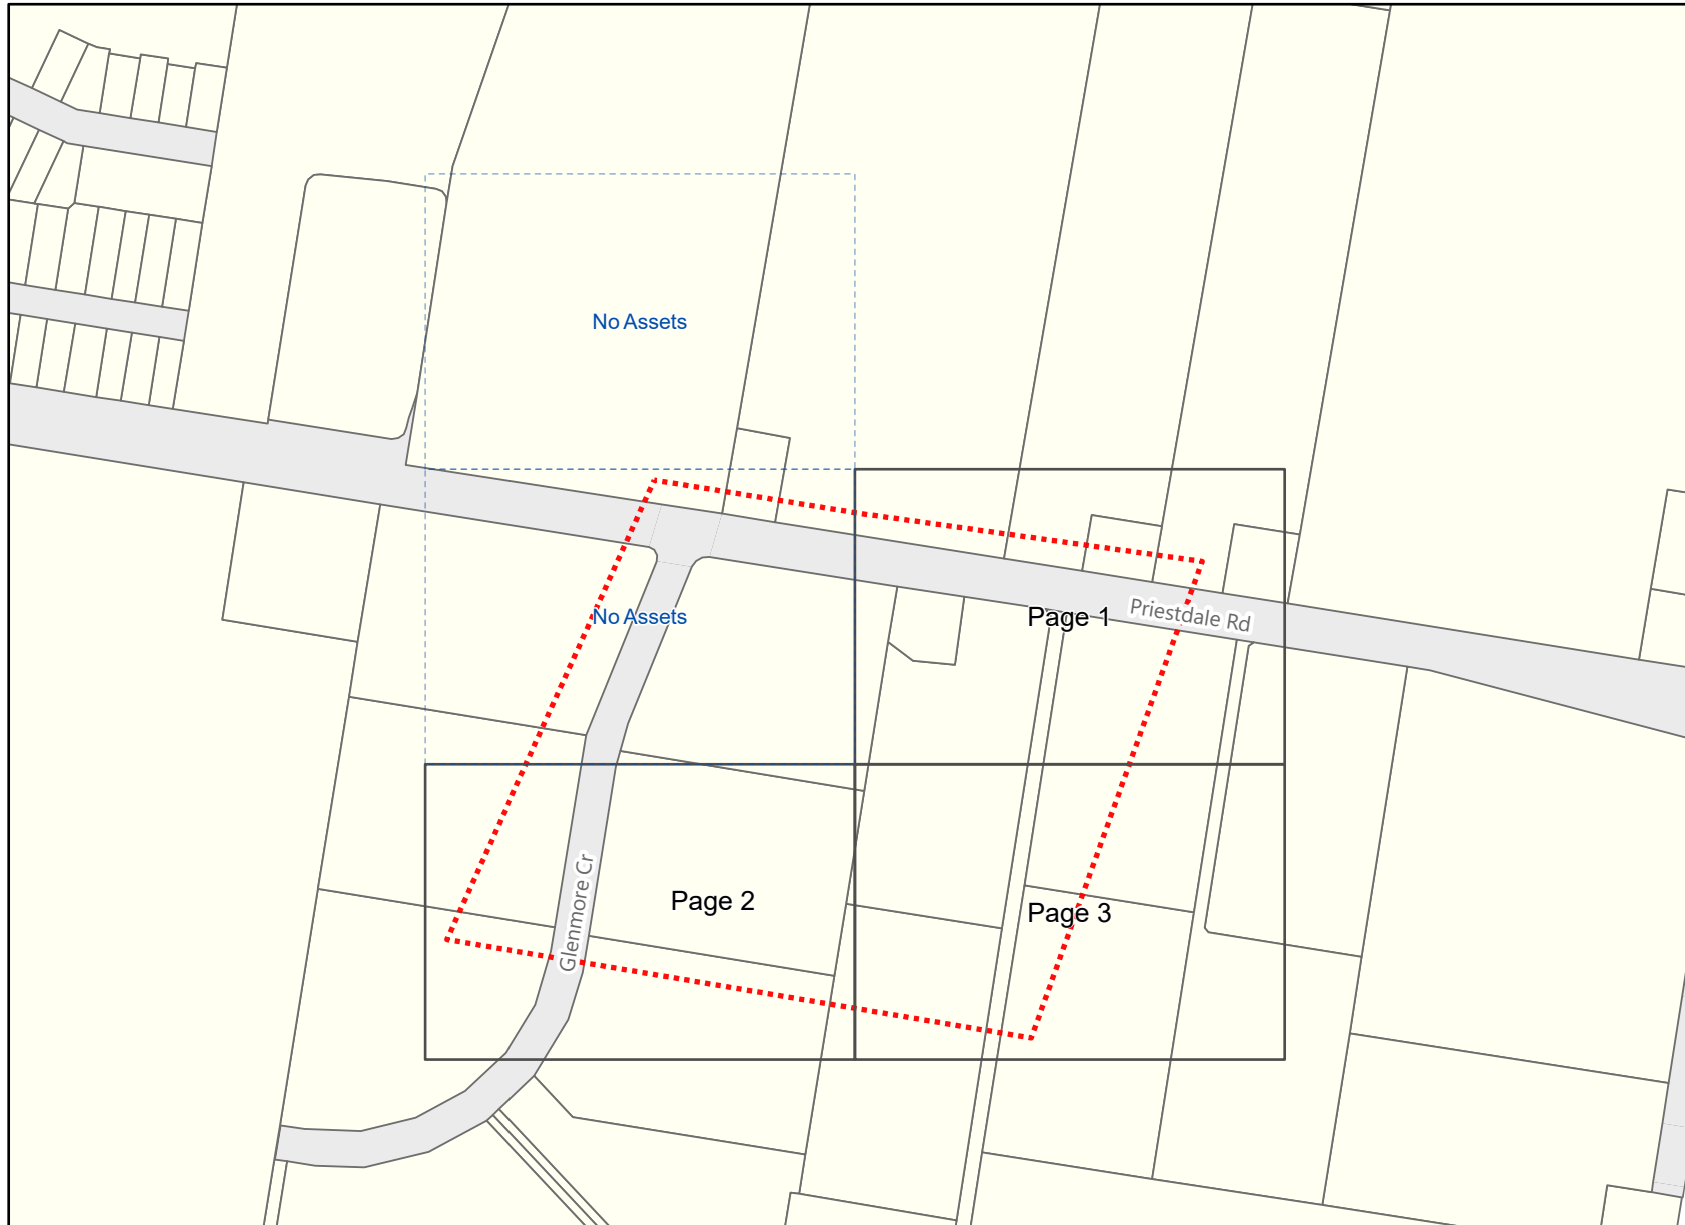 No Assets
No Assets
Page 1
Priestdale Rd
Page 2
Glenmore Cr
Page 3